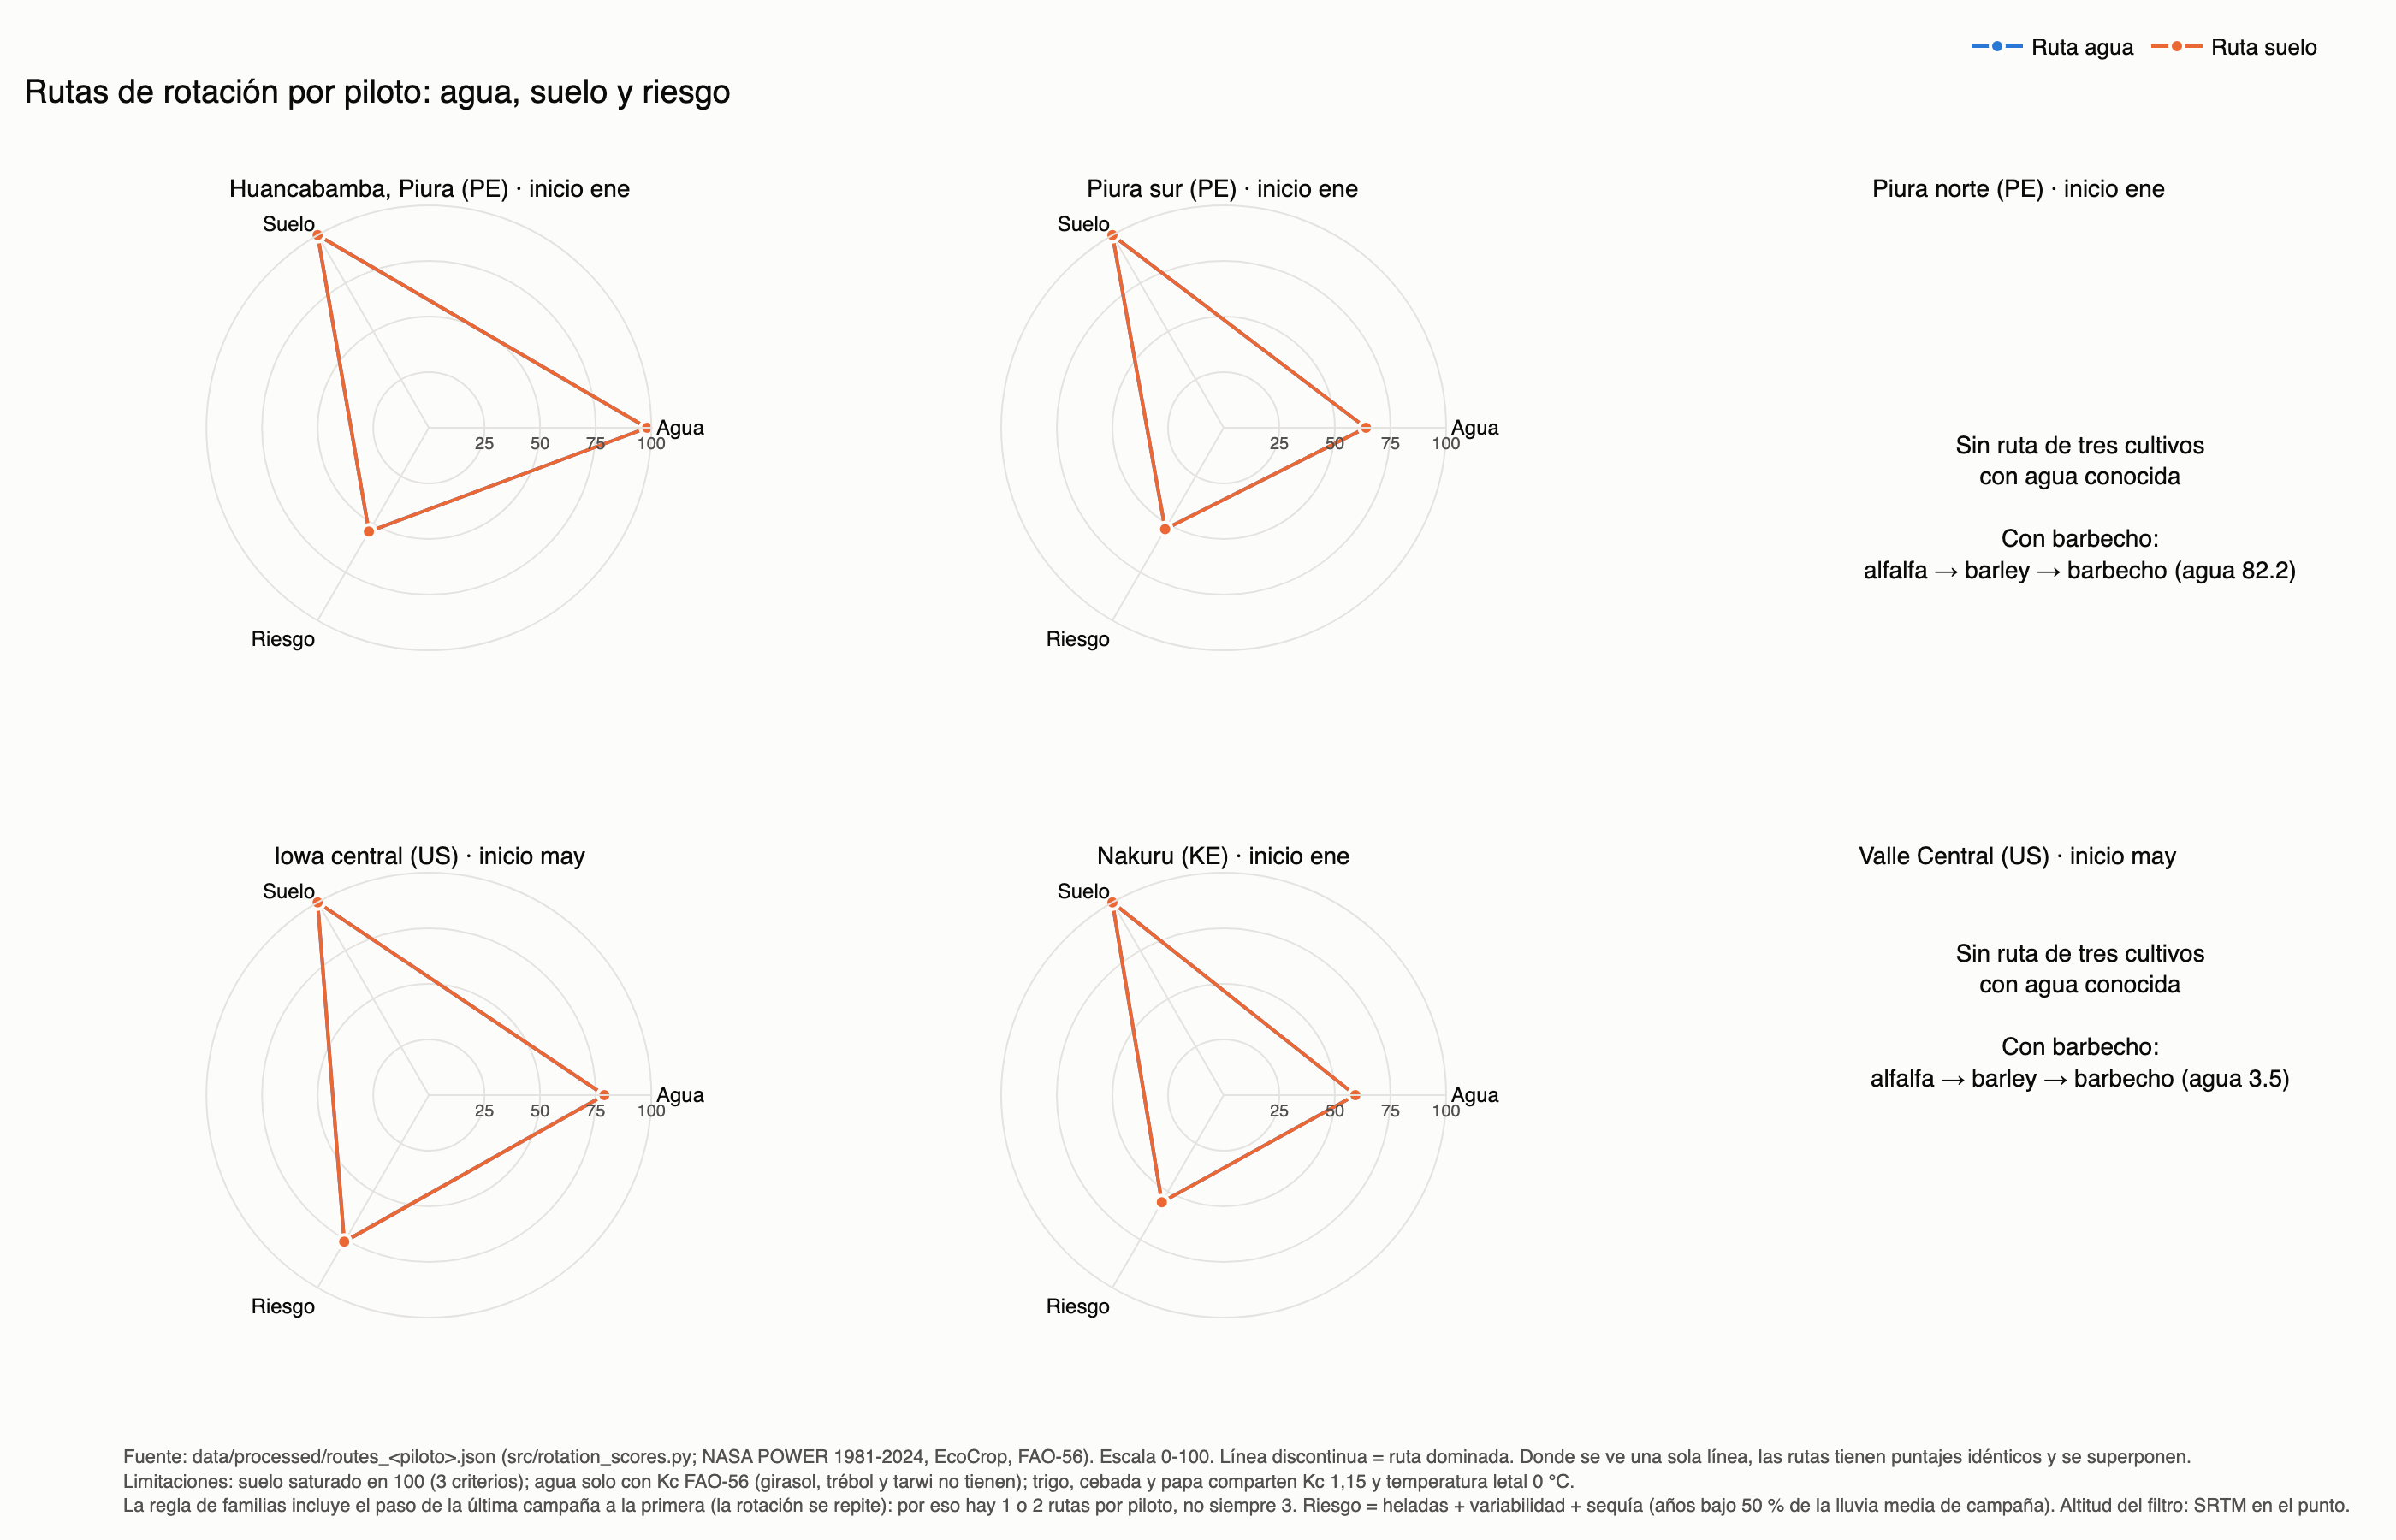 Ruta agua
Ruta suelo
Rutas de rotación por piloto: agua, suelo y riesgo
Huancabamba, Piura (PE) · inicio ene
Suelo
Agua
25 50 75 100
Riesgo
Piura sur (PE) · inicio ene
Suelo
Agua
25 50 75 100
Riesgo
Piura norte (PE) · inicio ene
Sin ruta de tres cultivos
con agua conocida
Con barbecho:
alfalfa → barley → barbecho (agua 82.2)
Iowa central (US) · inicio may
Suelo
Agua
25 50 75 100
Riesgo
Nakuru (KE) · inicio ene
Suelo
Agua
25 50 75 100
Riesgo
Valle Central (US) · inicio may
Sin ruta de tres cultivos
con agua conocida
Con barbecho:
alfalfa → barley → barbecho (agua 3.5)
Fuente: data/processed/routes_<piloto>.json (src/rotation_scores.py; NASA POWER 1981-2024, EcoCrop, FAO-56). Escala 0-100. Línea discontinua = ruta dominada. Donde se ve una sola línea, las rutas tienen puntajes idénticos y se superponen.
Limitaciones: suelo saturado en 100 (3 criterios); agua solo con Kc FAO-56 (girasol, trébol y tarwi no tienen); trigo, cebada y papa comparten Kc 1,15 y temperatura letal 0 °C.
La regla de familias incluye el paso de la última campaña a la primera (la rotación se repite): por eso hay 1 o 2 rutas por piloto, no siempre 3. Riesgo = heladas + variabilidad + sequía (años bajo 50 % de la lluvia media de campaña). Altitud del filtro: SRTM en el punto.